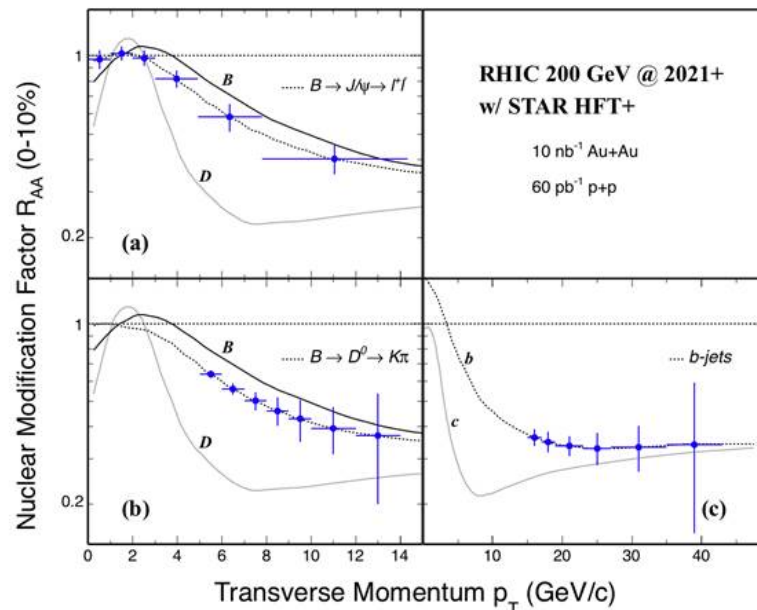 Nuclear Modification Factor R_AA (0-10%)
1
0.2
B
D
B → J/ψ → l⁺l⁻
(a)
RHIC 200 GeV @ 2021+
w/ STAR HFT+
10 nb⁻¹ Au+Au
60 pb⁻¹ p+p
1
0.2
B
D
B → D⁰ → Kπ
(b)
b
c
b-jets
(c)
0 2 4 6 8 10 12 14
10 20 30 40
Transverse Momentum p_T (GeV/c)